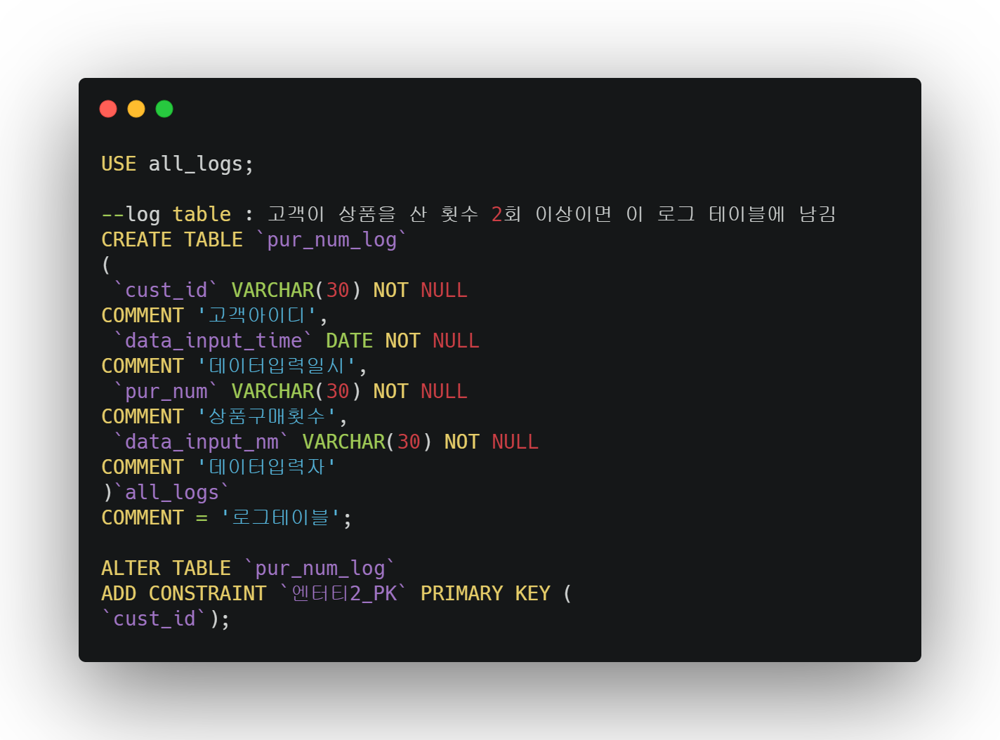 USE all_logs;
--log table : 고객이 상품을 산 횟수 2회 이상이면 이 로그 테이블에 남김
CREATE TABLE `pur_num_log`
(
 `cust_id` VARCHAR(30) NOT NULL
COMMENT '고객아이디',
 `data_input_time` DATE NOT NULL
COMMENT '데이터입력일시',
 `pur_num` VARCHAR(30) NOT NULL
COMMENT '상품구매횟수',
 `data_input_nm` VARCHAR(30) NOT NULL
COMMENT '데이터입력자'
)`all_logs`
COMMENT = '로그테이블';
ALTER TABLE `pur_num_log`
ADD CONSTRAINT `엔터티2_PK` PRIMARY KEY (
`cust_id`);